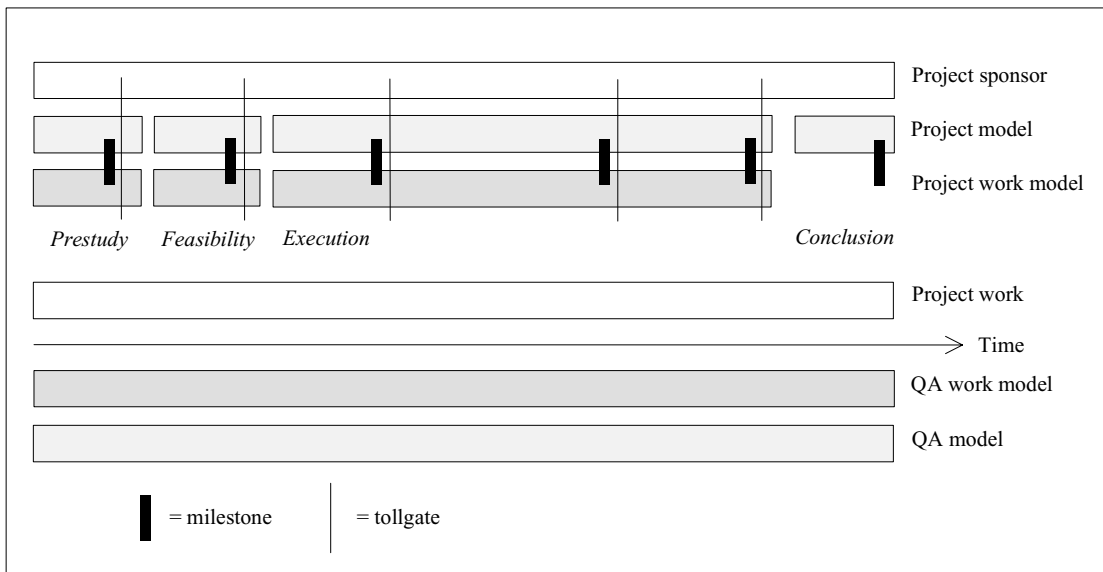 Project sponsor
Project model
Project work model
Prestudy Feasibility Execution Conclusion
Project work
Time
QA work model
QA model
= milestone = tollgate